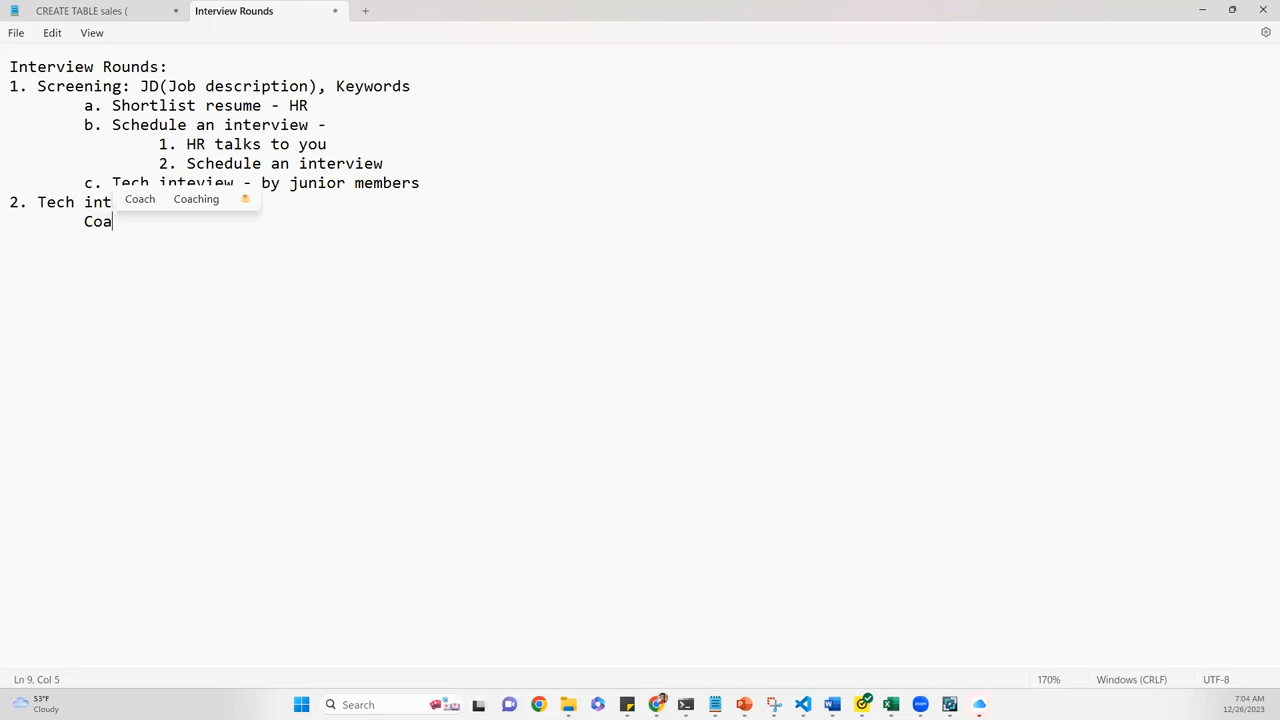 CREATE TABLE sales (
Interview Rounds
File Edit View
Interview Rounds:
1. Screening: JD(Job description), Keywords
a. Shortlist resume - HR
b. Schedule an interview -
1. HR talks to you
2. Schedule an interview
c. Tech inteview - by junior members
2. Tech int
Coach Coaching
Coa
Ln 9, Col 5
170%
Windows (CRLF)
UTF-8
53°F
Cloudy
Search
7:04 AM
12/26/2023